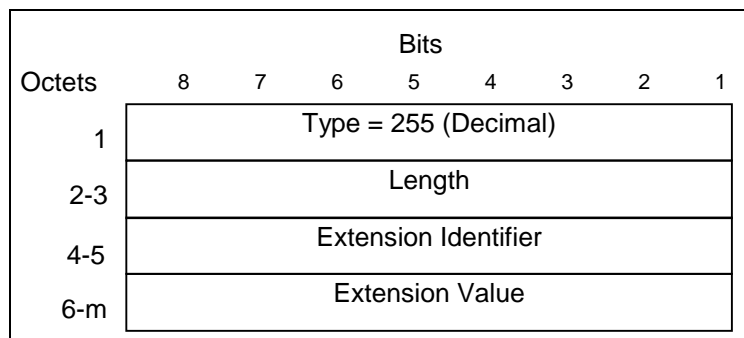 Bits
Octets 8 7 6 5 4 3 2 1
1 Type = 255 (Decimal)
2-3 Length
4-5 Extension Identifier
6-m Extension Value